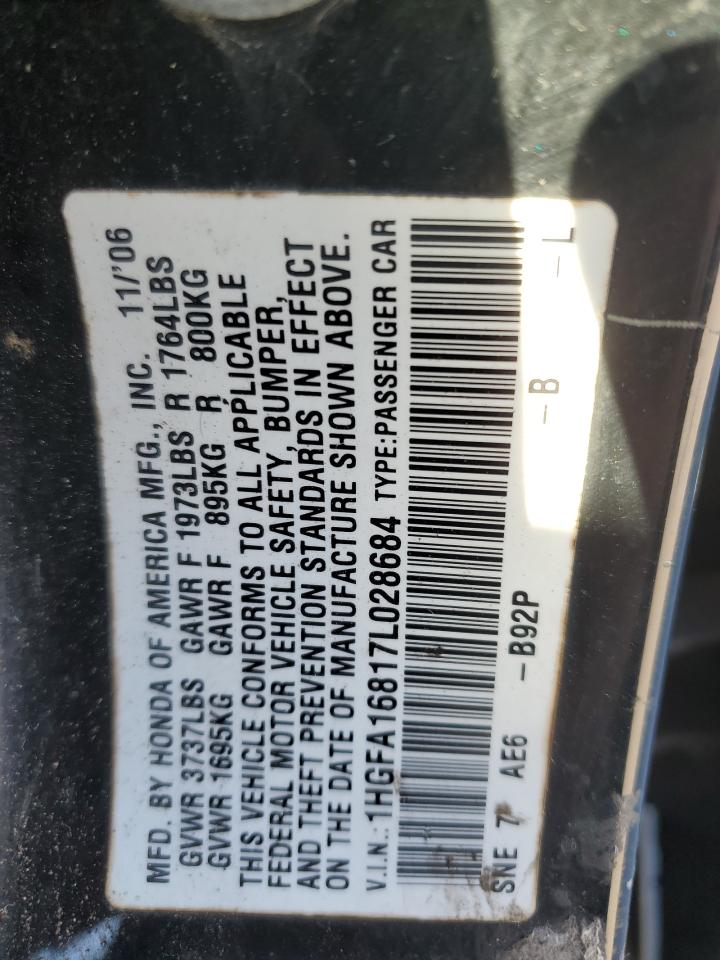 MFD. BY HONDA OF AMERICA MFG., INC. 11/'06
GVWR 3737LBS GAWR F 1973LBS R 1764LBS
GVWR 1695KG GAWR F 895KG R 800KG
THIS VEHICLE CONFORMS TO ALL APPLICABLE
FEDERAL MOTOR VEHICLE SAFETY, BUMPER,
AND THEFT PREVENTION STANDARDS IN EFFECT
ON THE DATE OF MANUFACTURE SHOWN ABOVE.
V.I.N.: 1HGFA16817L028684 TYPE:PASSENGER CAR
SNE 7 AE6 -B92P -B -L